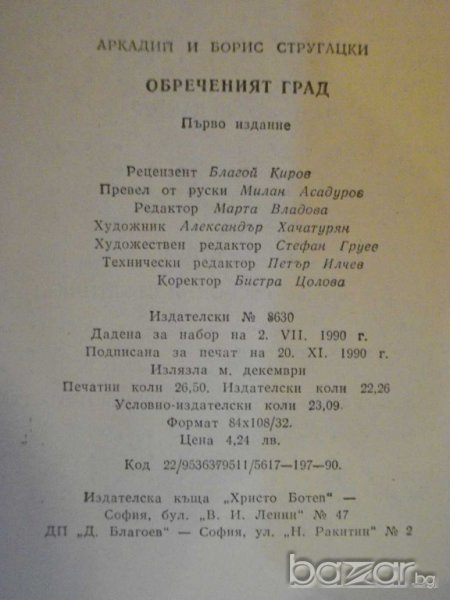 АРКАДИЙ И БОРИС СТРУГАЦКИ
ОБРЕЧЕНИЯТ ГРАД
Първо издание
Рецензент Благой Киров
Превел от руски Милан Асадуров
Редактор Марта Владова
Художник Александър Хачатурян
Художествен редактор Стефан Груев
Технически редактор Петър Илчев
Коректор Бистра Цолова
Издателски № 8630
Дадена за набор на 2. VII. 1990 г.
Подписана за печат на 20. XI. 1990 г.
Излязла м. декември
Печатни коли 26,50. Издателски коли 22,26
Условно-издателски коли 23,09.
Формат 84x108/32.
Цена 4,24 лв.
Код 22/9536379511/5617—197—90.
Издателска къща „Христо Ботев" —
София, бул. „В. И. Ленин" № 47
ДП „Д. Благоев" — София, ул. „Н. Ракитин" № 2
bazar.bg